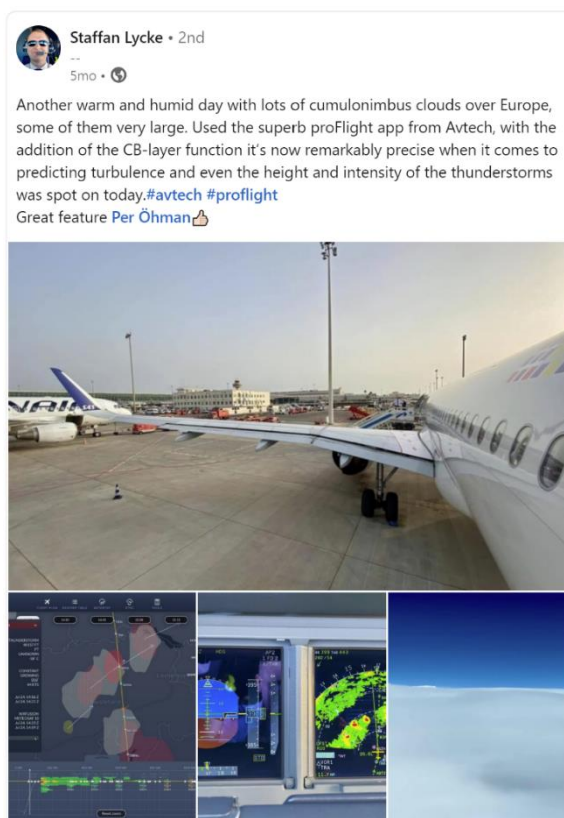 Staffan Lycke • 2nd
--
5mo •
Another warm and humid day with lots of cumulonimbus clouds over Europe,
some of them very large. Used the superb proFlight app from Avtech, with the
addition of the CB-layer function it's now remarkably precise when it comes to
predicting turbulence and even the height and intensity of the thunderstorms
was spot on today.#avtech #proflight
Great feature Per Öhman
SAS